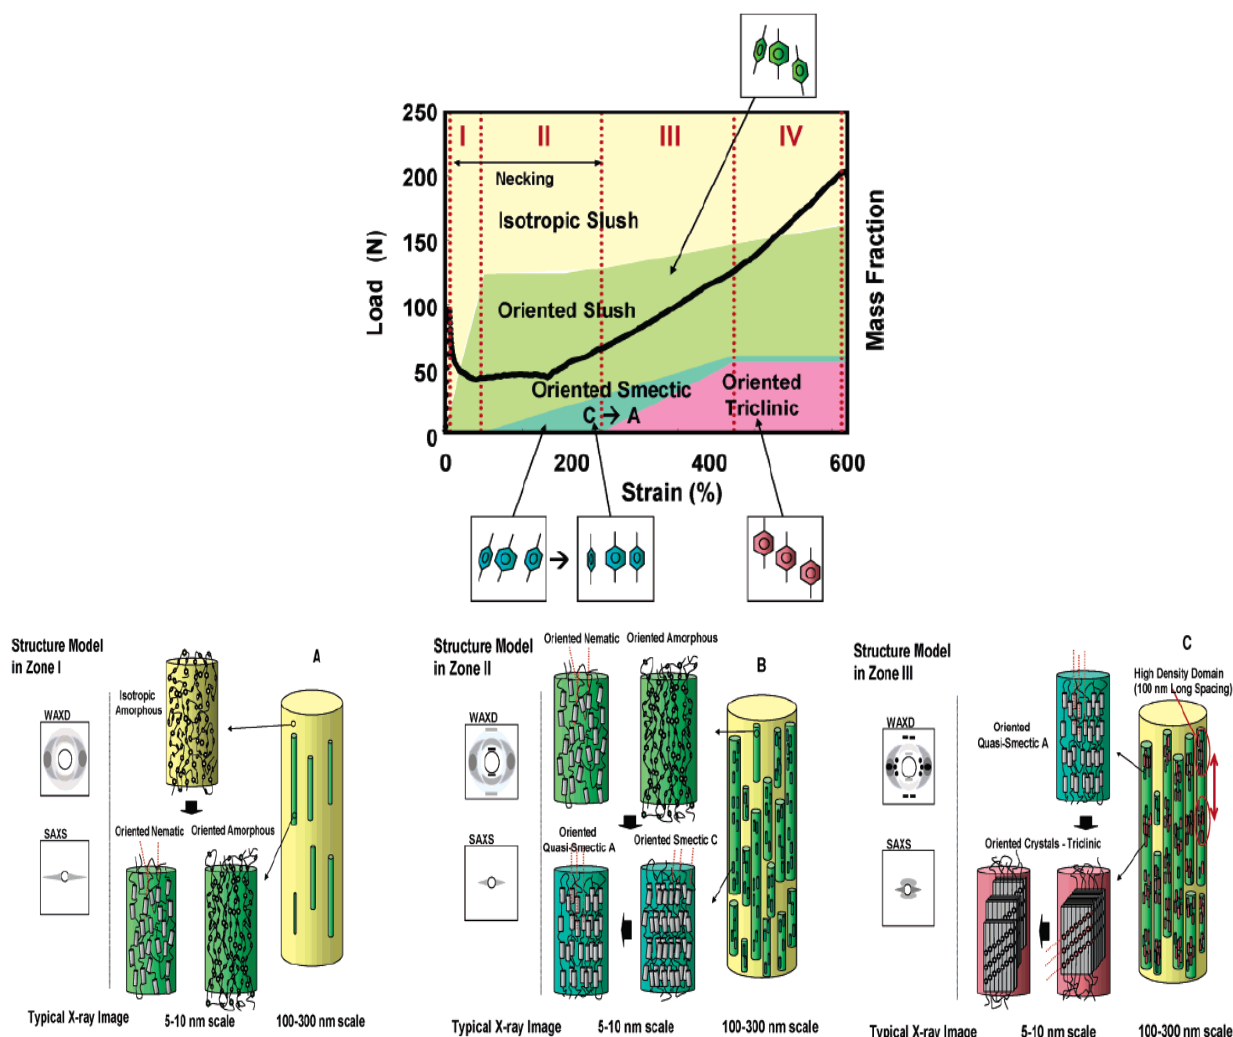 250
200
150
100
50
0
Load (N)
I
II
III
IV
Necking
Isotropic Slush
Oriented Slush
Oriented Smectic
C → A
Oriented
Triclinic
Mass Fraction
0
200
400
600
Strain (%)
Structure Model
in Zone I
WAXD
SAXS
Isotropic
Amorphous
A
Oriented Nematic
Oriented Amorphous
Typical X-ray Image
5-10 nm scale
100-300 nm scale
Structure Model
in Zone II
WAXD
SAXS
Oriented Nematic
Oriented Amorphous
B
Oriented
Quasi-Smectic A
Oriented Smectic C
Typical X-ray Image
5-10 nm scale
100-300 nm scale
Structure Model
in Zone III
WAXD
SAXS
C
High Density Domain
(100 nm Long Spacing)
Oriented
Quasi-Smectic A
Oriented Crystals - Triclinic
Typical X-ray Image
5-10 nm scale
100-300 nm scale